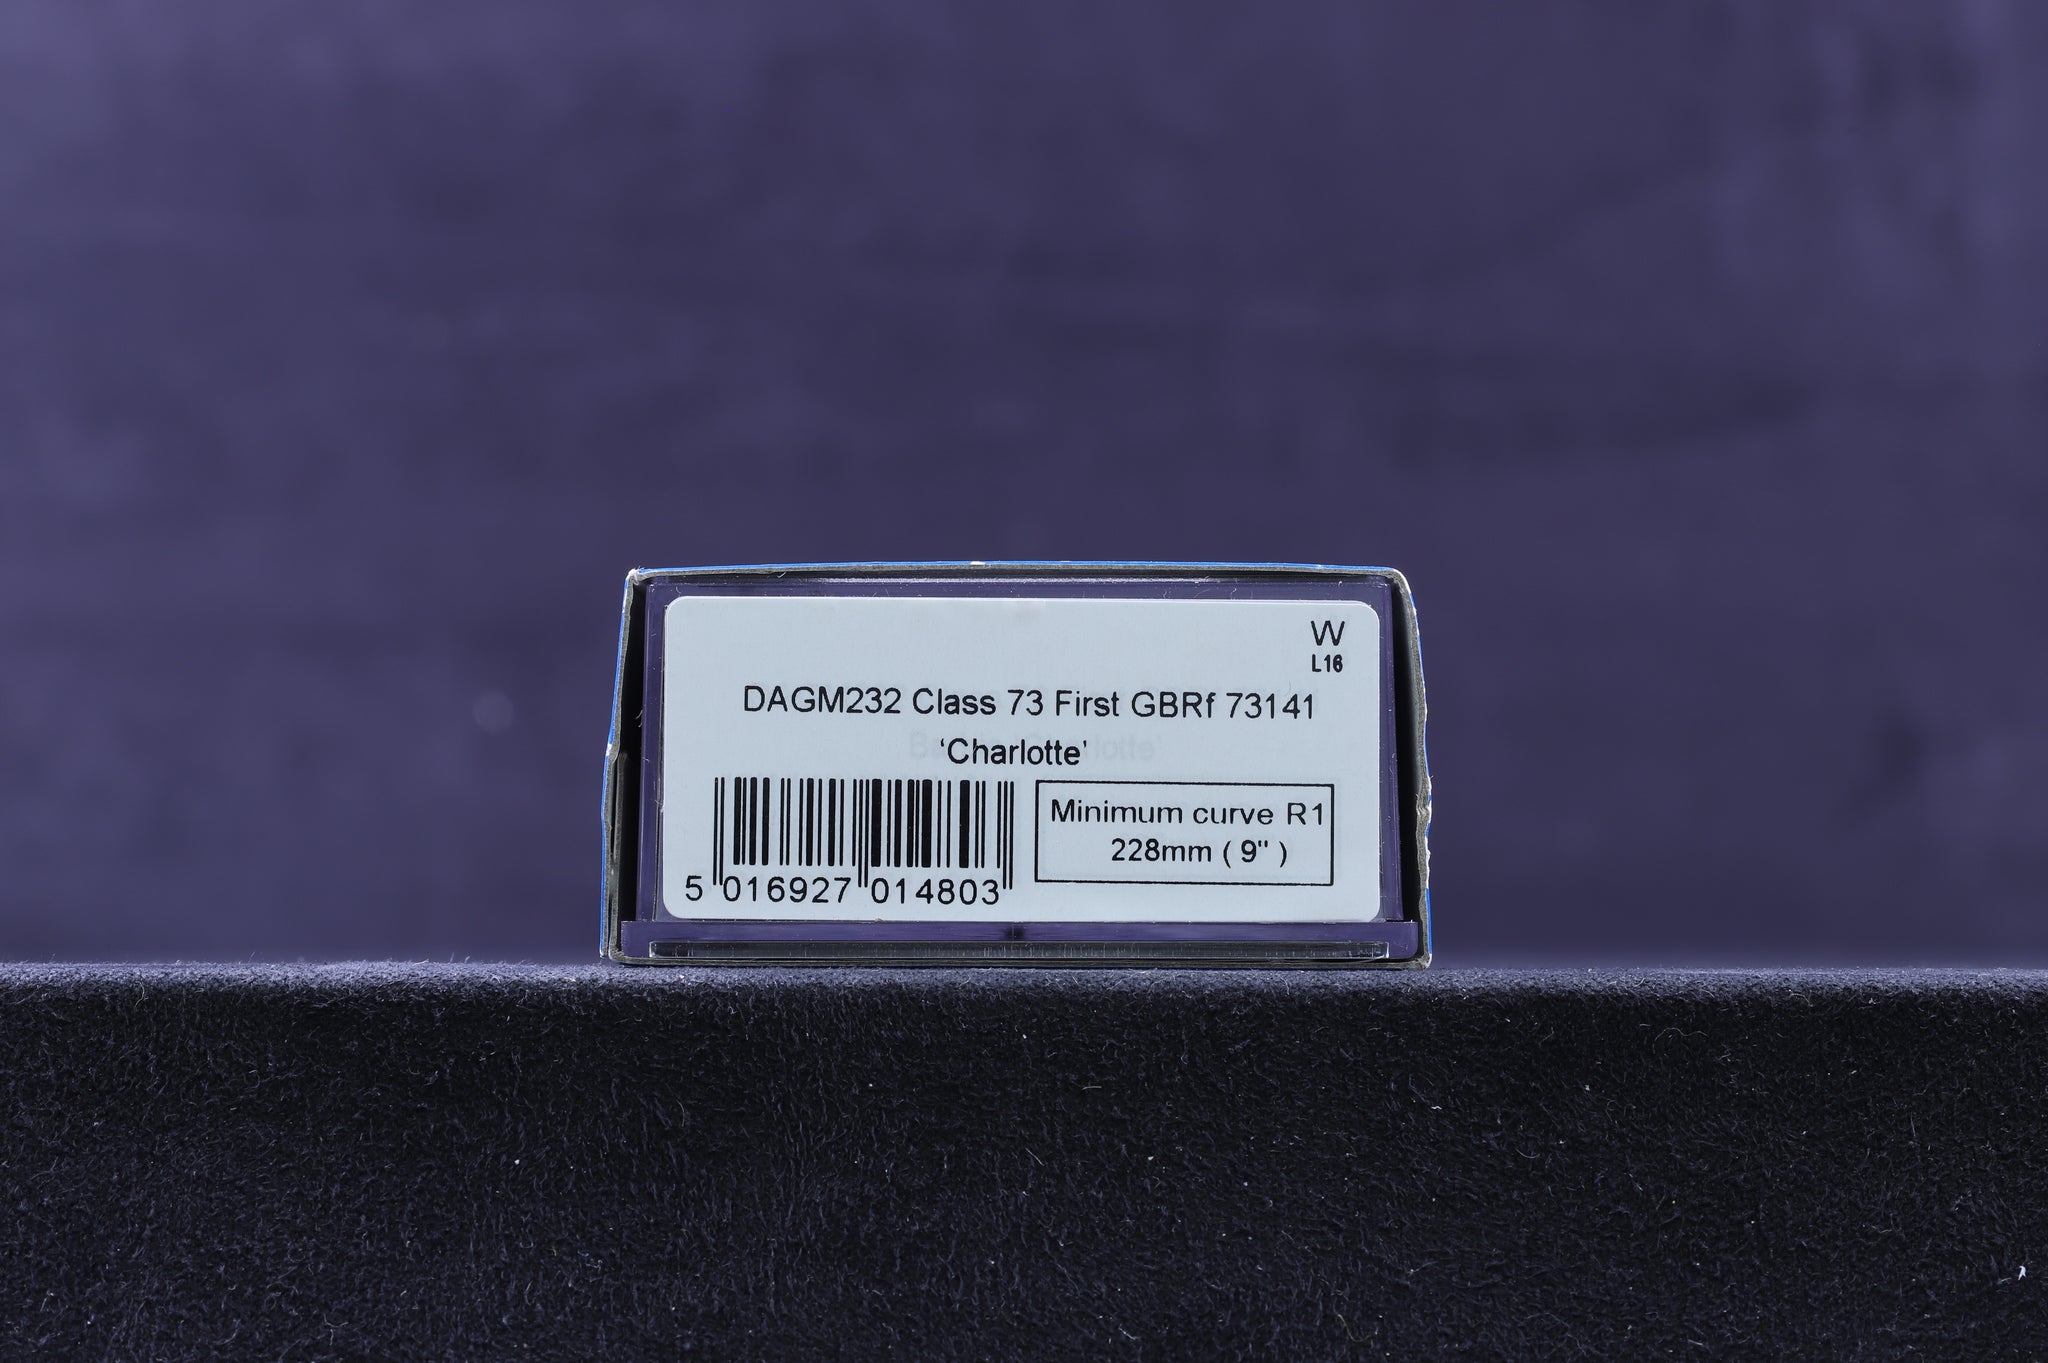 W
L16
DAGM232 Class 73 First GBRf 73141
‘Charlotte’
Minimum curve R1
228mm ( 9" )
5 016927 014803